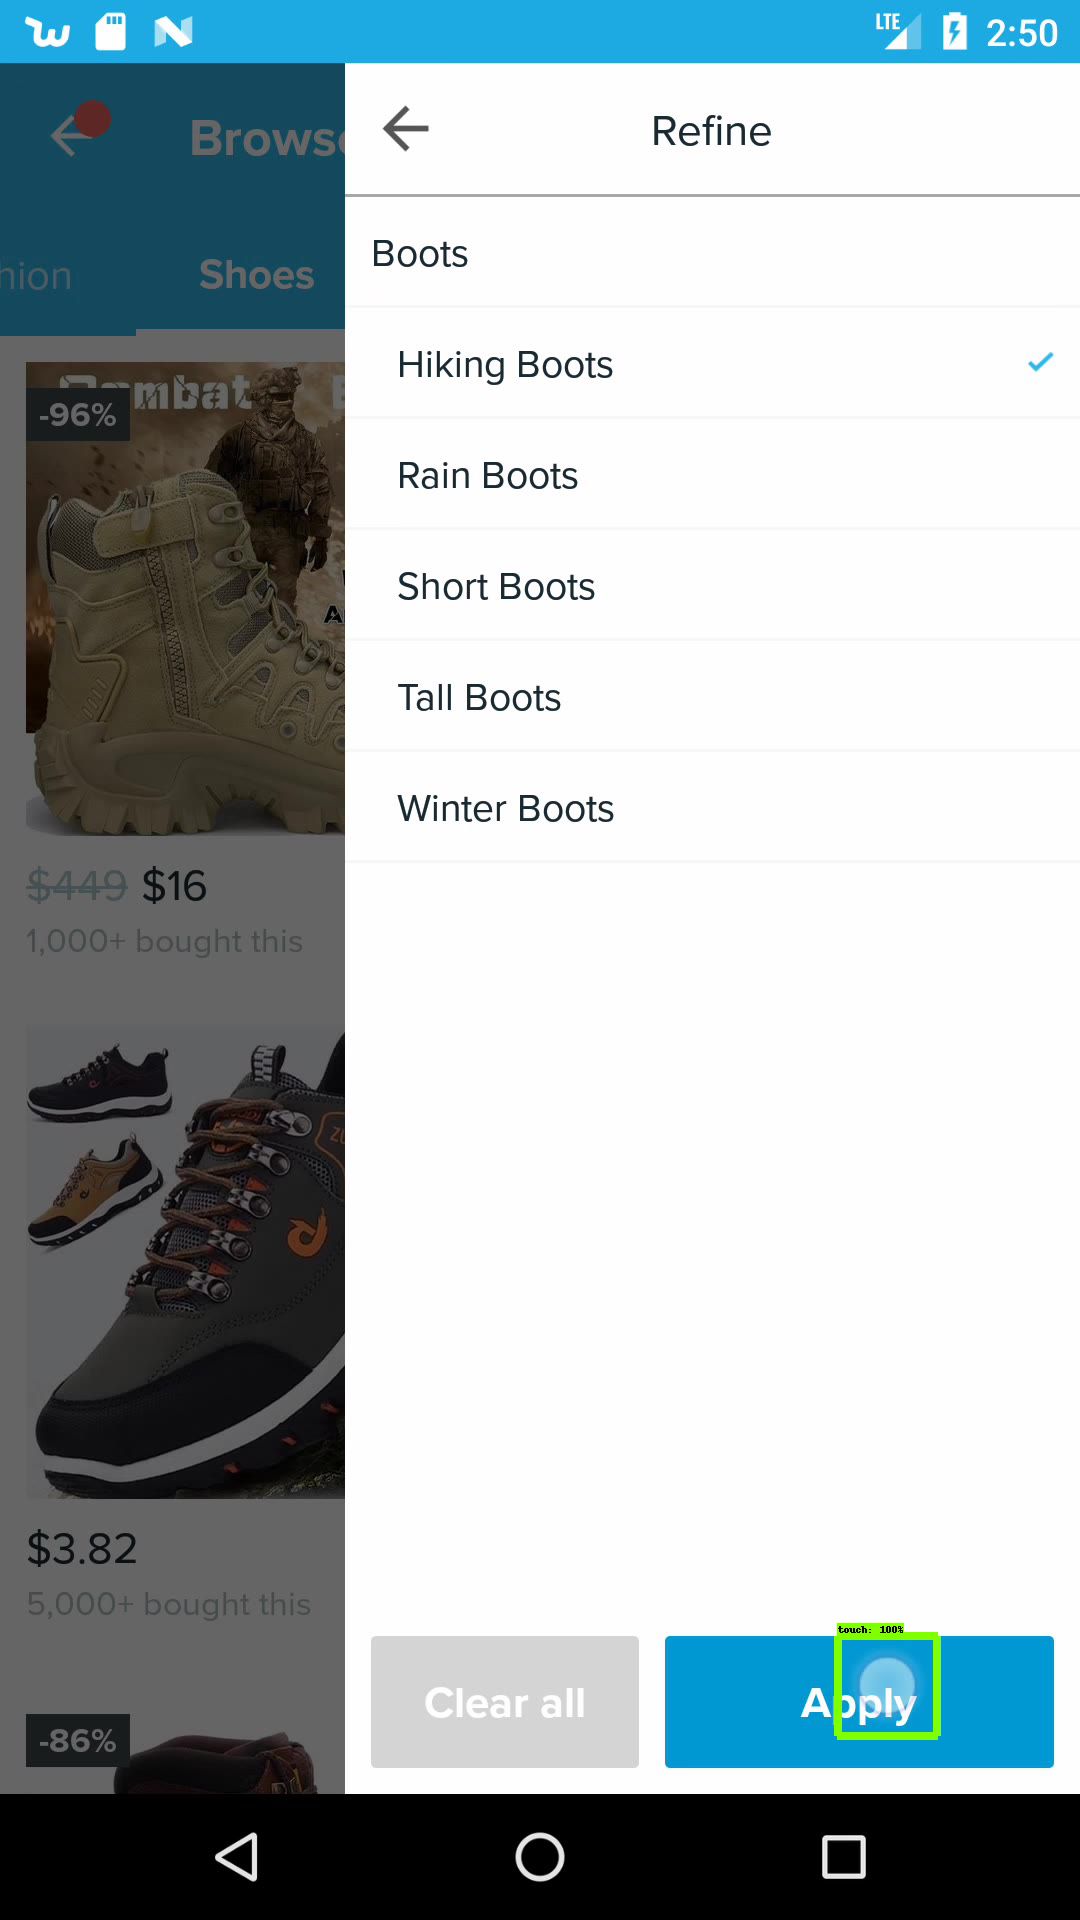 LTE 2:50
Brows
Refine
hion
Shoes
Boots
Hiking Boots
Rain Boots
Short Boots
Tall Boots
Winter Boots
-96%
$449 $16
1,000+ bought this
$3.82
5,000+ bought this
touch: 100%
Clear all
Apply
-86%